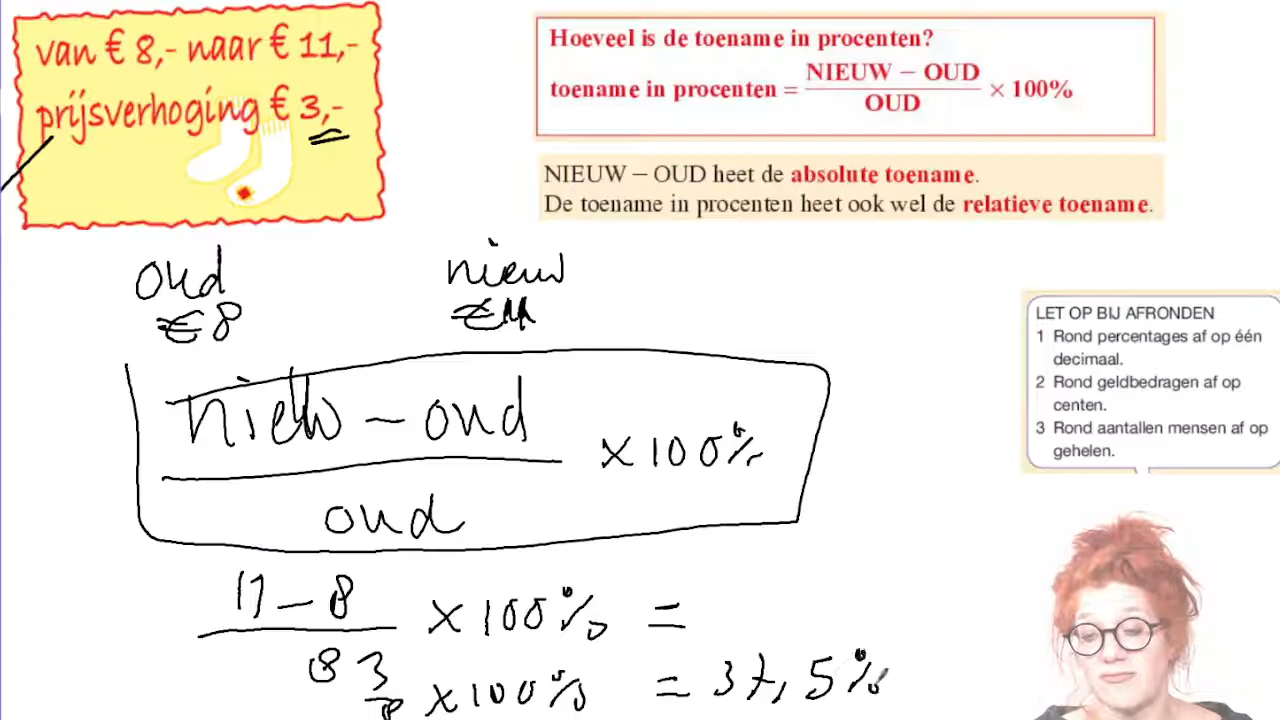 van € 8,- naar € 11,-
prijsverhoging € 3,-
Hoeveel is de toename in procenten?
toename in procenten = NIEUW – OUD / OUD × 100%
NIEUW – OUD heet de absolute toename.
De toename in procenten heet ook wel de relatieve toename.
oud nieuw
€ 8 € 11
nieuw – oud
× 100%
oud
LET OP BIJ AFRONDEN
1 Rond percentages af op één
decimaal.
2 Rond geldbedragen af op
centen.
3 Rond aantallen mensen af op
gehelen.
11 – 8
× 100% =
8
3
8 × 100% = 37,5%